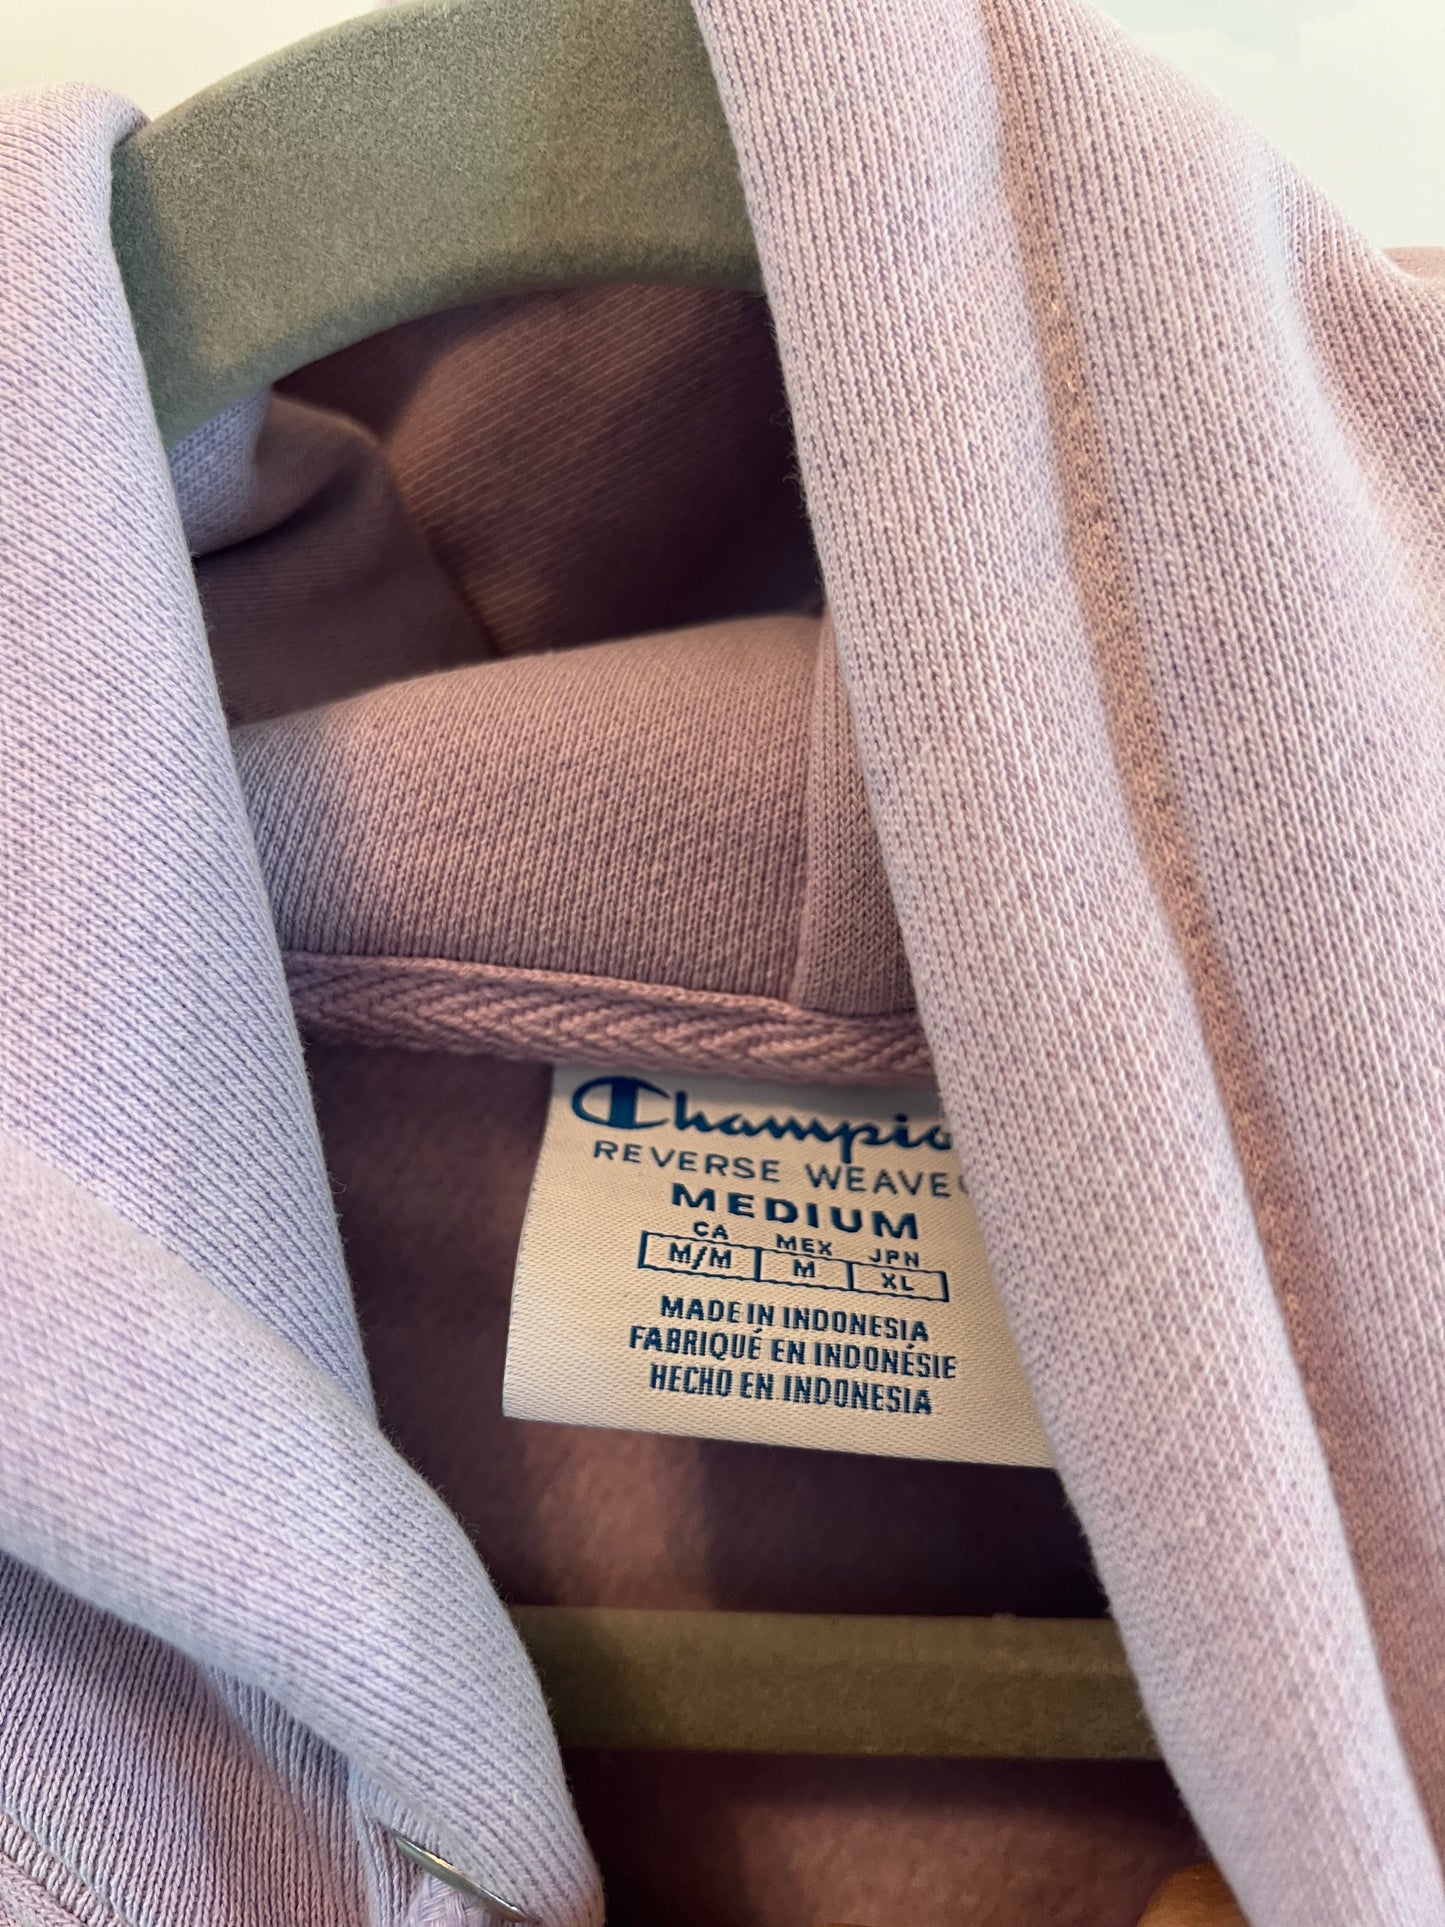 Champio
REVERSE WEAVE
MEDIUM
CA MEX JPN
M/M M XL
MADE IN INDONESIA
FABRIQUÉ EN INDONÉSIE
HECHO EN INDONESIA